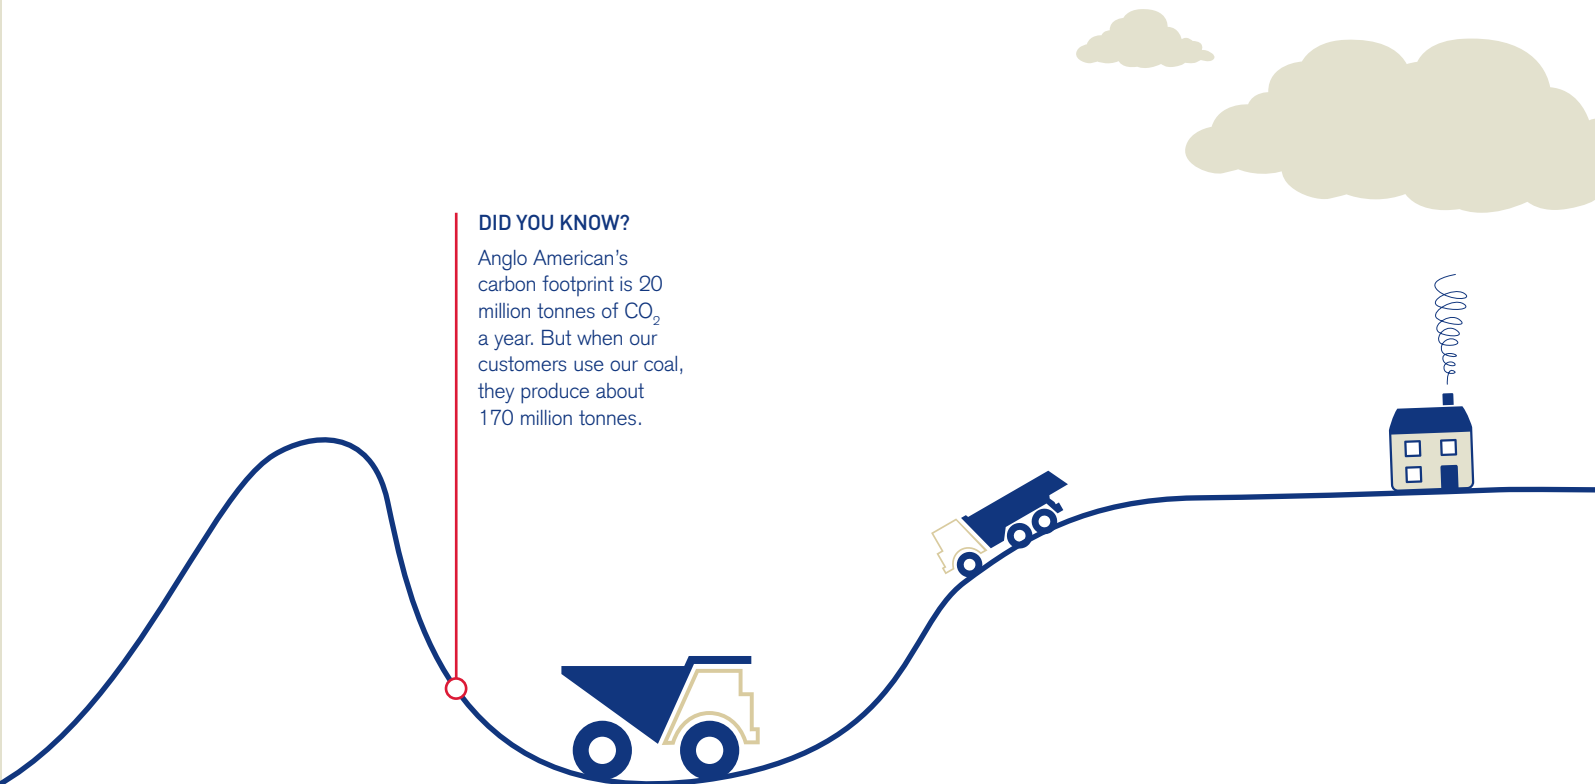 DID YOU KNOW?
Anglo American’s
carbon footprint is 20
million tonnes of CO₂
a year. But when our
customers use our coal,
they produce about
170 million tonnes.